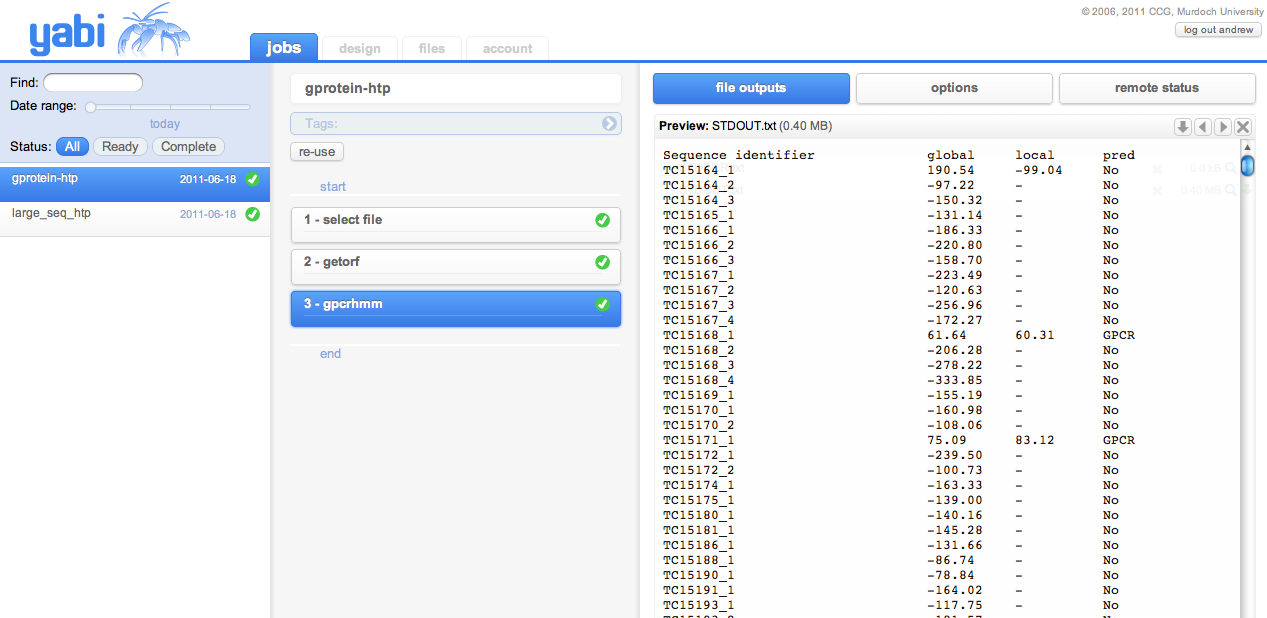 © 2006, 2011 CCG, Murdoch University
yabi
jobs design files account
log out andrew
Find:
Date range:
today
Status: All Ready Complete
gprotein-htp 2011-06-18
large_seq_htp 2011-06-18
gprotein-htp
Tags:
re-use
start
1 - select file
2 - getorf
3 - gpcrhmm
end
file outputs options remote status
Preview: STDOUT.txt (0.40 MB)
Sequence identifier global local pred
TC15164_1 190.54 -99.04 No
TC15164_2 -97.22 - No
TC15164_3 -150.32 - No
TC15165_1 -131.14 - No
TC15166_1 -186.33 - No
TC15166_2 -220.80 - No
TC15166_3 -158.70 - No
TC15167_1 -223.49 - No
TC15167_2 -120.63 - No
TC15167_3 -256.96 - No
TC15167_4 -172.27 - No
TC15168_1 61.64 60.31 GPCR
TC15168_2 -206.28 - No
TC15168_3 -278.22 - No
TC15168_4 -333.85 - No
TC15169_1 -155.19 - No
TC15170_1 -160.98 - No
TC15170_2 -108.06 - No
TC15171_1 75.09 83.12 GPCR
TC15172_1 -239.50 - No
TC15172_2 -100.73 - No
TC15174_1 -163.33 - No
TC15175_1 -139.00 - No
TC15180_1 -140.16 - No
TC15181_1 -145.28 - No
TC15186_1 -131.66 - No
TC15188_1 -86.74 - No
TC15190_1 -78.84 - No
TC15191_1 -164.02 - No
TC15193_1 -117.75 - No